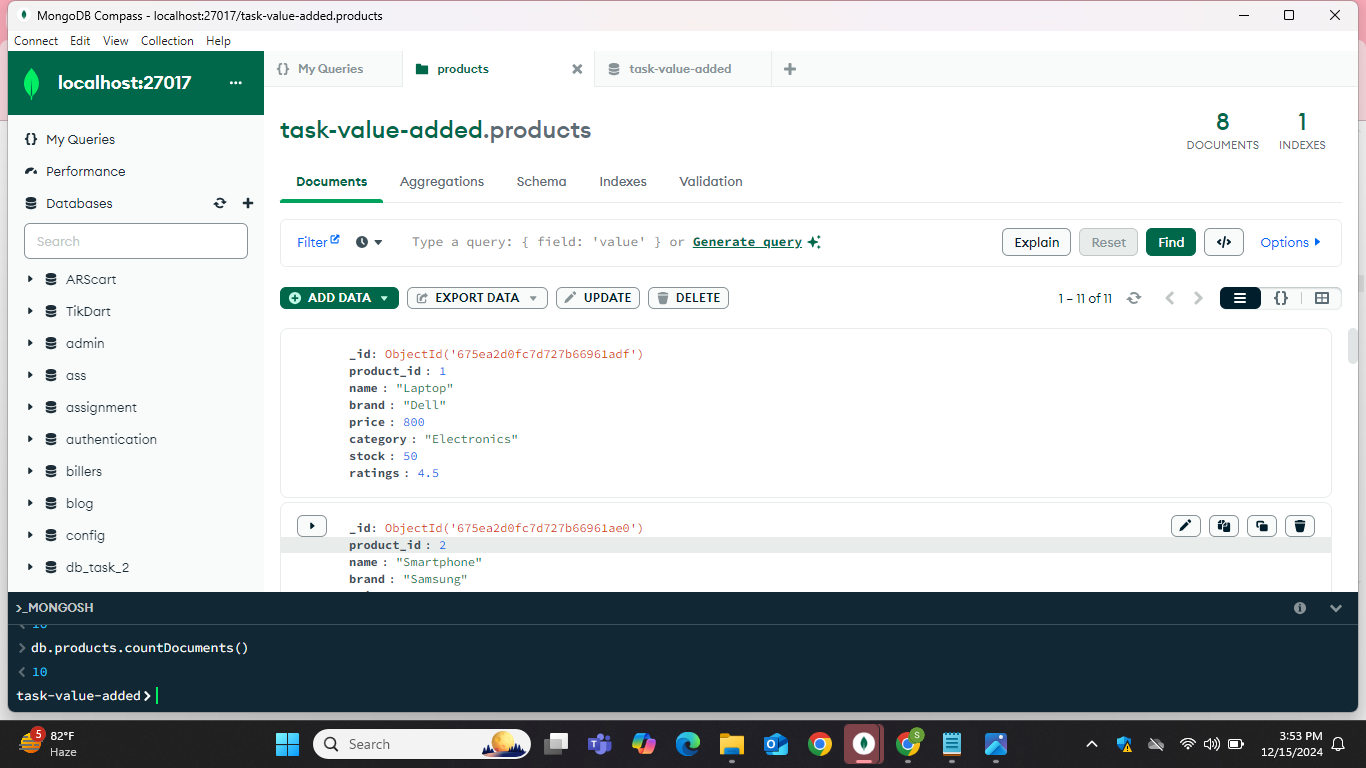 MongoDB Compass - localhost:27017/task-value-added.products
Connect Edit View Collection Help
localhost:27017 ...
{} My Queries
products
task-value-added
My Queries
Performance
Databases
Search
ARScart
TikDart
admin
ass
assignment
authentication
billers
blog
config
db_task_2
task-value-added.products
8
DOCUMENTS
1
INDEXES
Documents Aggregations Schema Indexes Validation
Filter Type a query: { field: 'value' } or Generate query Explain Reset Find </> Options
ADD DATA EXPORT DATA UPDATE DELETE 1 – 11 of 11 {}
_id: ObjectId('675ea2d0fc7d727b66961adf')
product_id : 1
name : "Laptop"
brand : "Dell"
price : 800
category : "Electronics"
stock : 50
ratings : 4.5
_id: ObjectId('675ea2d0fc7d727b66961ae0')
product_id : 2
name : "Smartphone"
brand : "Samsung"
>_MONGOSH
< 10
> db.products.countDocuments()
< 10
task-value-added>
5
82°F
Haze
Search
S
3:53 PM
12/15/2024